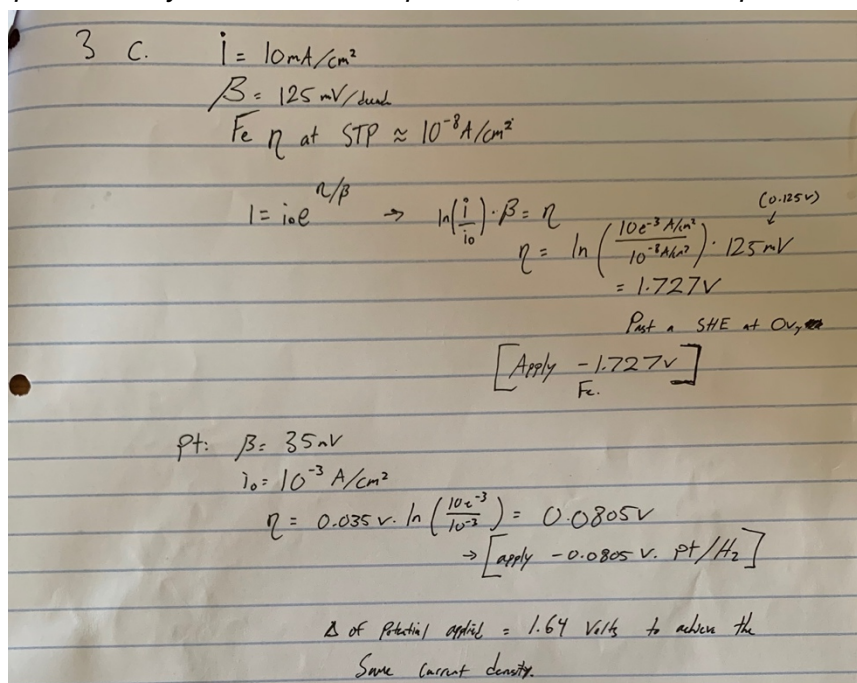 3 C. i = 10mA/cm²
β = 125 mV/decade
Fe η at STP ≈ 10⁻⁸ A/cm²
I = i₀e^(η/β) → ln(i/i₀) · β = η
(0.125v)
↓
η = ln (10e⁻³ A/cm² / 10⁻⁸ A/cm²) · 125mV
= 1.727V
Past a SHE at 0v,
[Apply -1.727v]
Fe.
pt: β = 35mV
i₀ = 10⁻³ A/cm²
η = 0.035 v. ln (10e⁻³ / 10⁻³) = 0.0805v
→ [apply -0.0805 v. pt/H₂]
Δ of Potential applied = 1.64 Volts to achieve the
Same Current density.